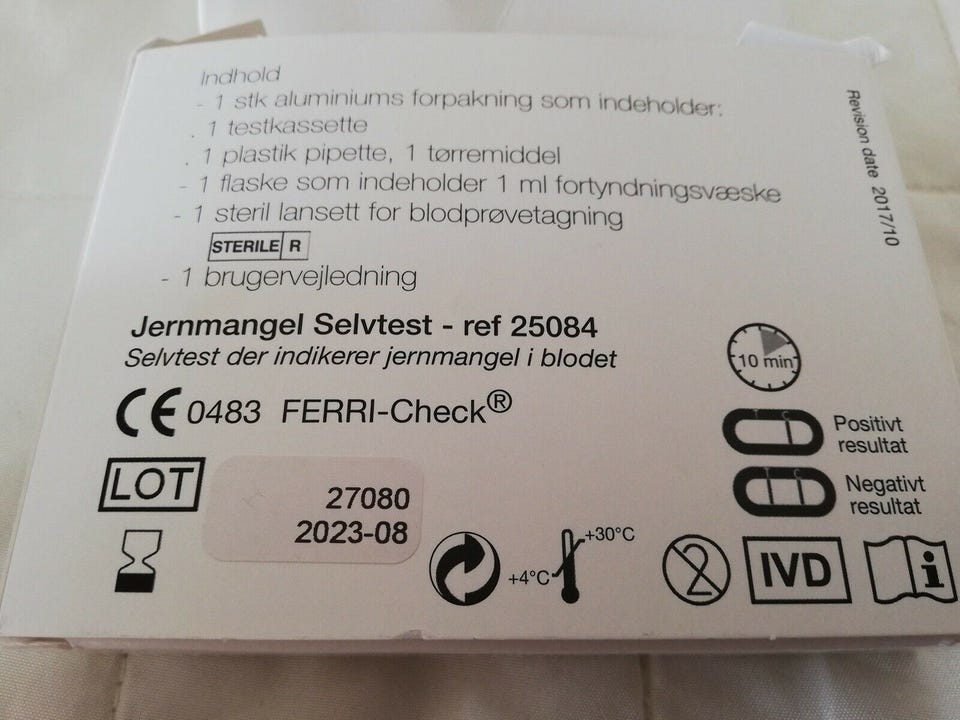 Indhold
- 1 stk aluminiums forpakning som indeholder:
. 1 testkassette
. 1 plastik pipette, 1 tørremiddel
- 1 flaske som indeholder 1 ml fortyndningsvæske
- 1 steril lansett for blodprøvetagning
STERILE R
- 1 brugervejledning
Revision date 2017/10
Jernmangel Selvtest - ref 25084
Selvtest der indikerer jernmangel i blodet
CE 0483 FERRI-Check®
10 min
T C
Positivt
resultat
T C
Negativt
resultat
LOT
27080
2023-08
+4°C
+30°C
2
IVD
i